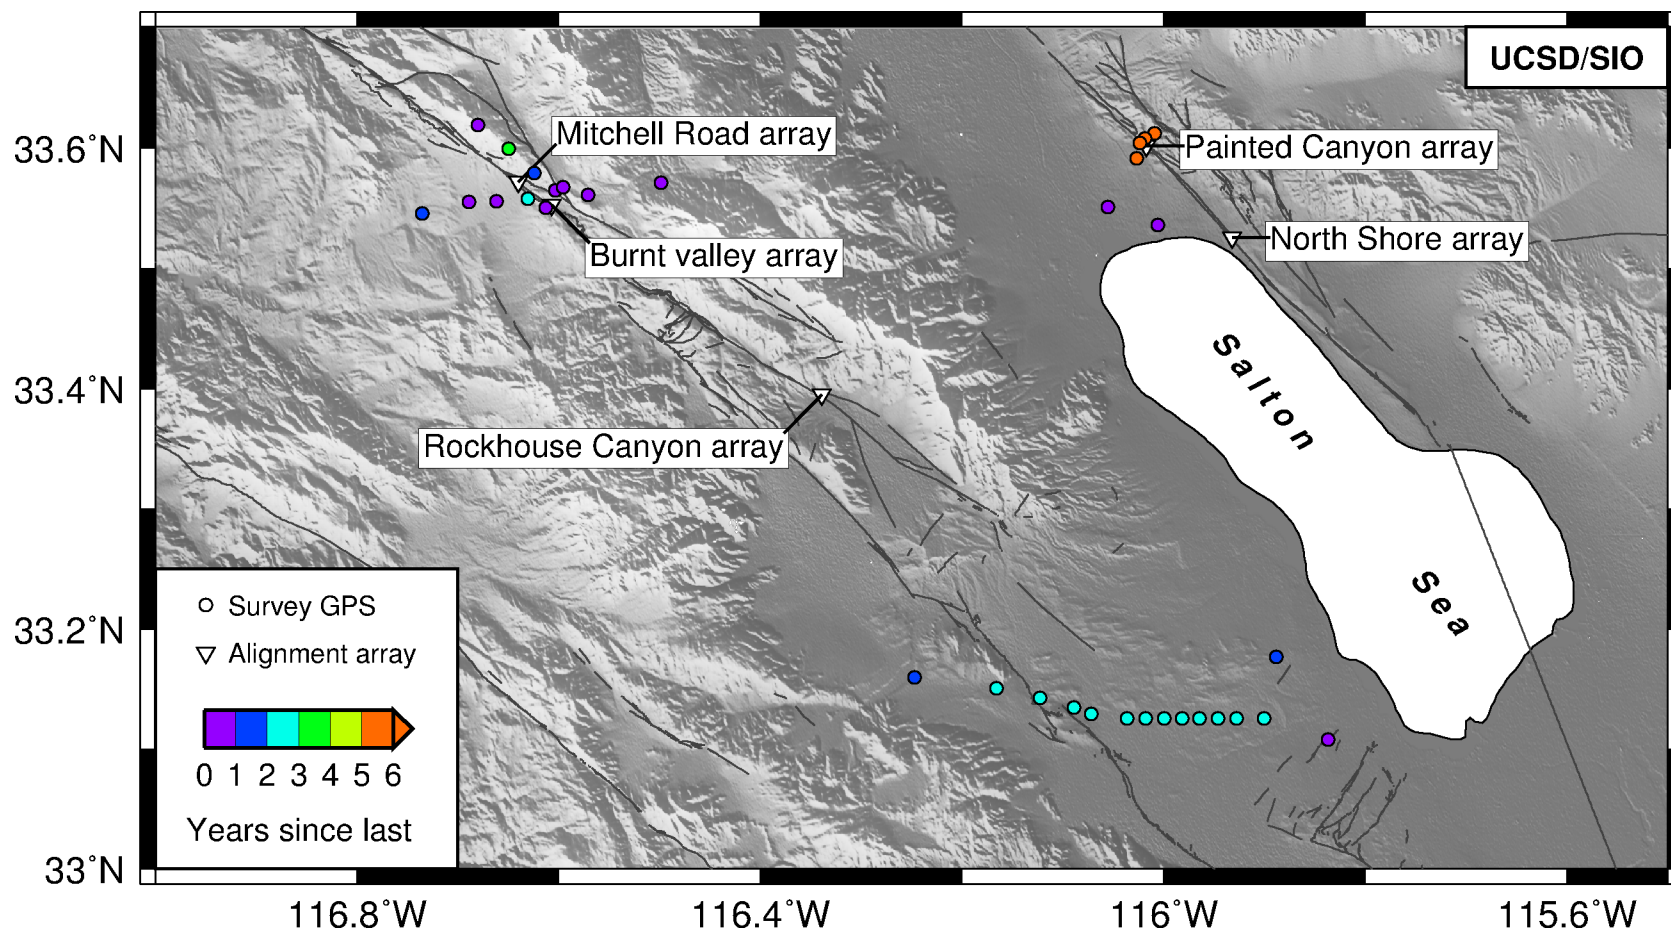 UCSD/SIO
33.6°N
Mitchell Road array
Painted Canyon array
North Shore array
Burnt valley array
33.4°N
Salton
Rockhouse Canyon array
Sea
33.2°N
Survey GPS
Alignment array
0 1 2 3 4 5 6
Years since last
33°N
116.8°W 116.4°W 116°W 115.6°W